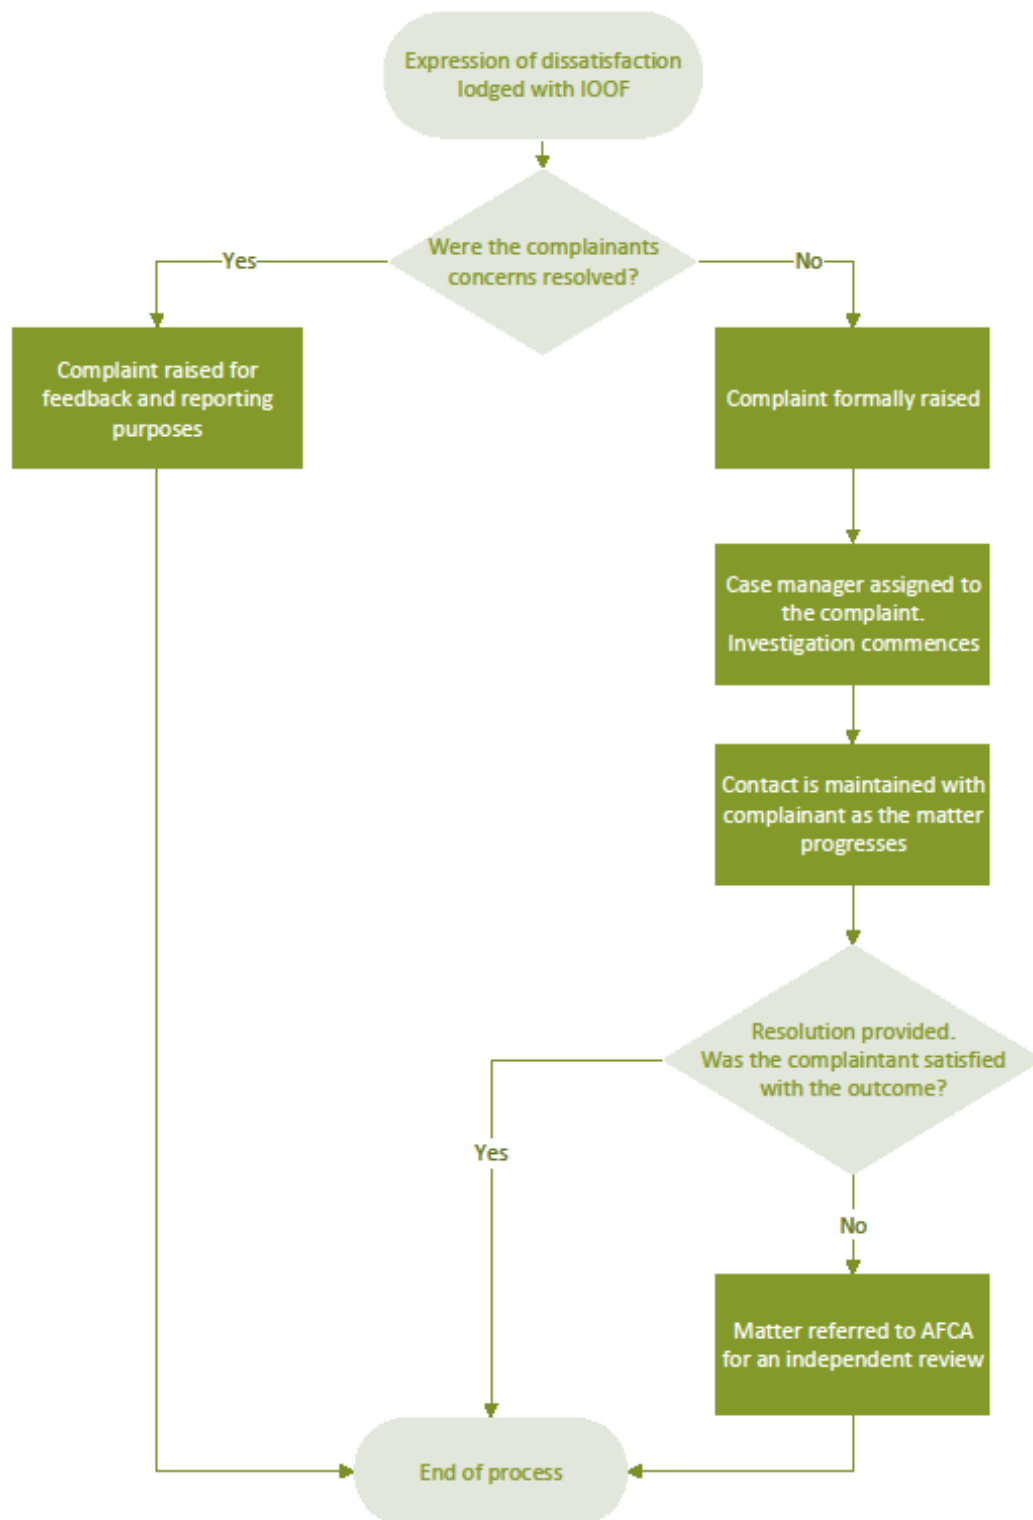 Expression of dissatisfaction
lodged with IOOF
Were the complainants
concerns resolved?
Yes
No
Complaint raised for
feedback and reporting
purposes
Complaint formally raised
Case manager assigned to
the complaint.
Investigation commences
Contact is maintained with
complainant as the matter
progresses
Resolution provided.
Was the complaintant satisfied
with the outcome?
Yes
No
Matter referred to AFCA
for an independent review
End of process